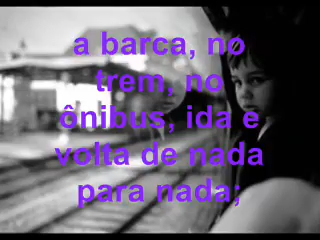 a barca, no
trem, no
ônibus, ida e
volta de nada
para nada;